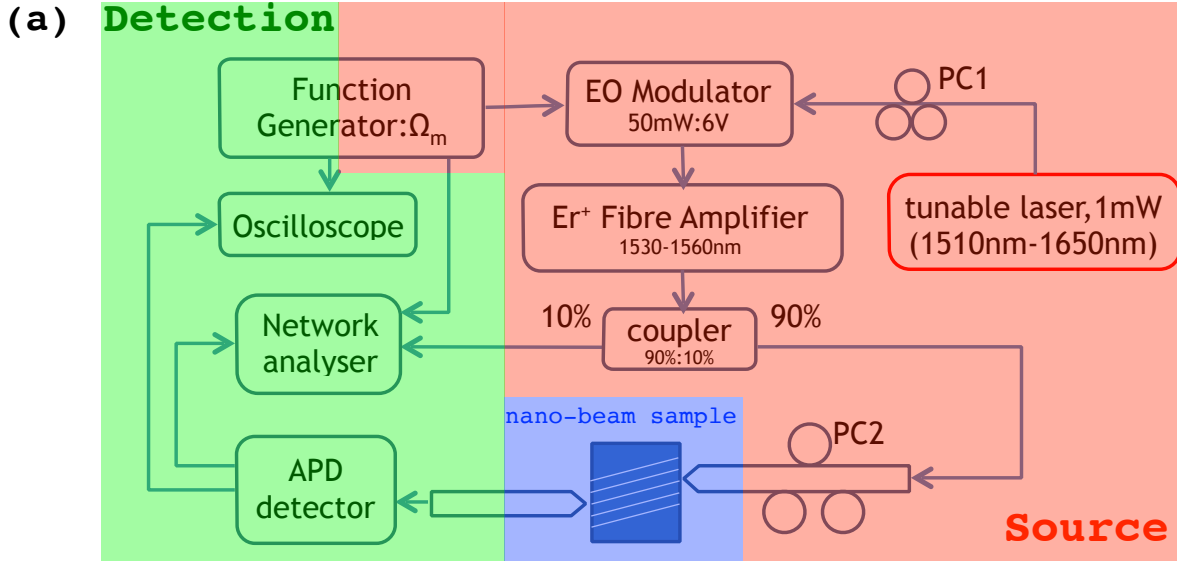 (a) Detection
Function
Generator:Ωm
EO Modulator
50mW:6V
PC1
Oscilloscope
Er+ Fibre Amplifier
1530-1560nm
tunable laser,1mW
(1510nm-1650nm)
Network
analyser
10%
coupler
90%:10%
90%
nano-beam sample
PC2
APD
detector
Source